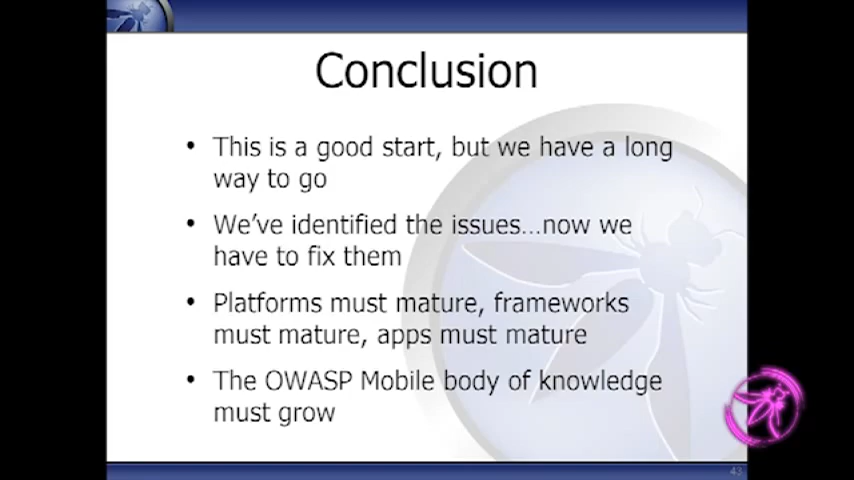 Conclusion
• This is a good start, but we have a long
way to go
• We've identified the issues...now we
have to fix them
• Platforms must mature, frameworks
must mature, apps must mature
• The OWASP Mobile body of knowledge
must grow
43